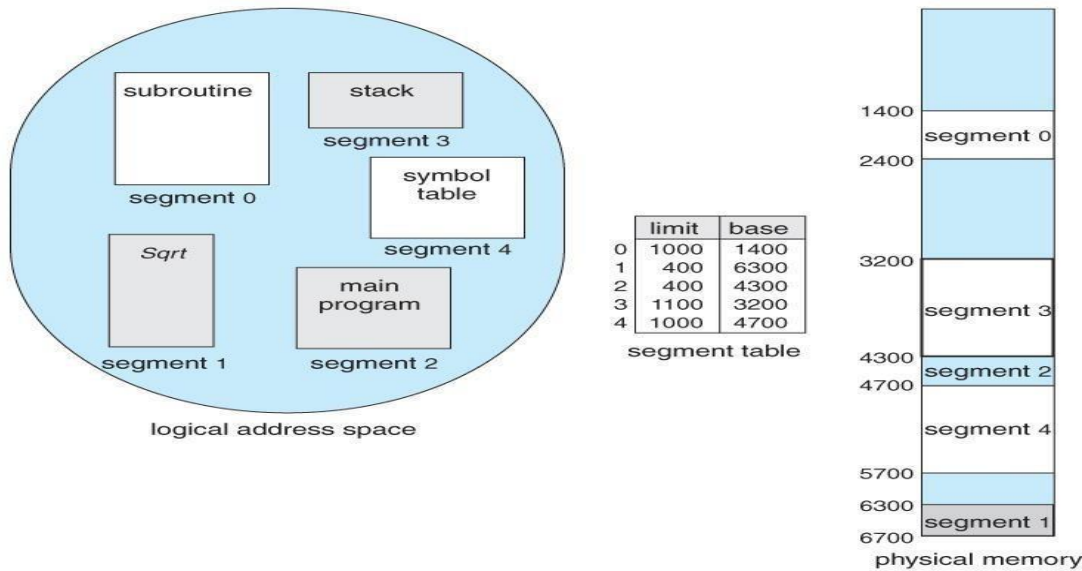 subroutine
segment 0
stack
segment 3
symbol
table
segment 4
Sqrt
segment 1
main
program
segment 2
logical address space
limit base
0 1000 1400
1 400 6300
2 400 4300
3 1100 3200
4 1000 4700
segment table
1400
segment 0
2400
3200
segment 3
4300
segment 2
4700
segment 4
5700
6300
segment 1
6700
physical memory